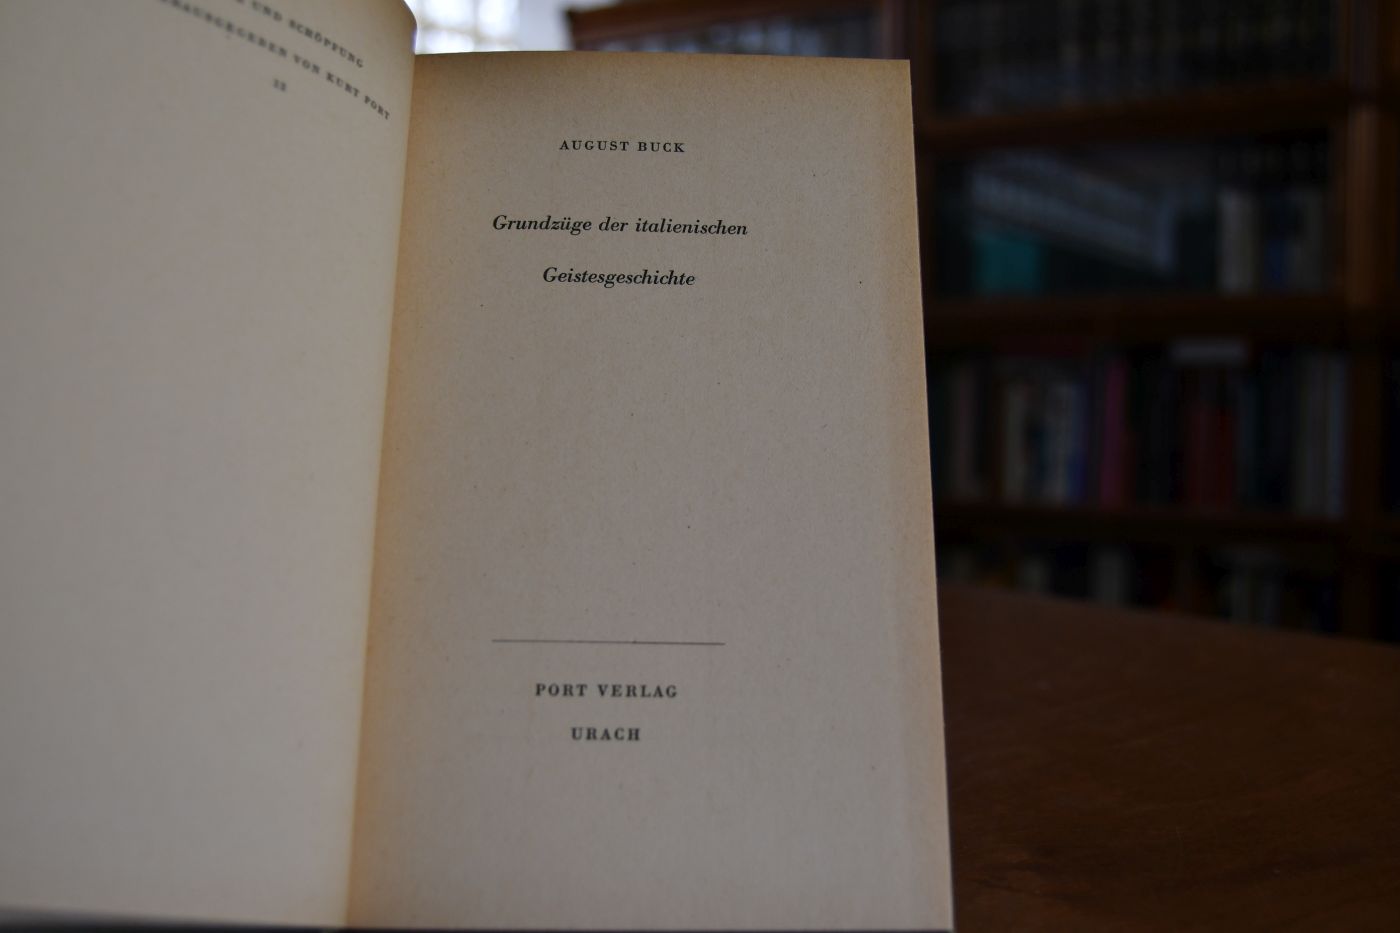 UND SCHÖPFUNG
HERAUSGEGEBEN VON KURT PORT
AUGUST BUCK
Grundzüge der italienischen
Geistesgeschichte
PORT VERLAG
URACH